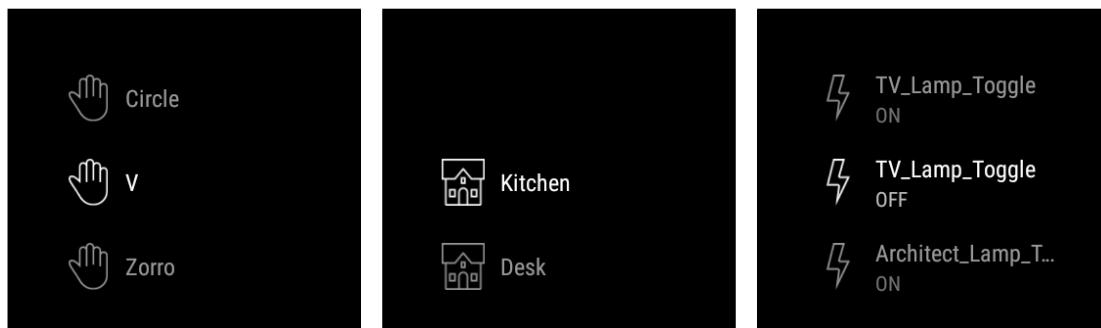 Circle
V
Zorro
Kitchen
Desk
TV_Lamp_Toggle
ON
TV_Lamp_Toggle
OFF
Architect_Lamp_T...
ON